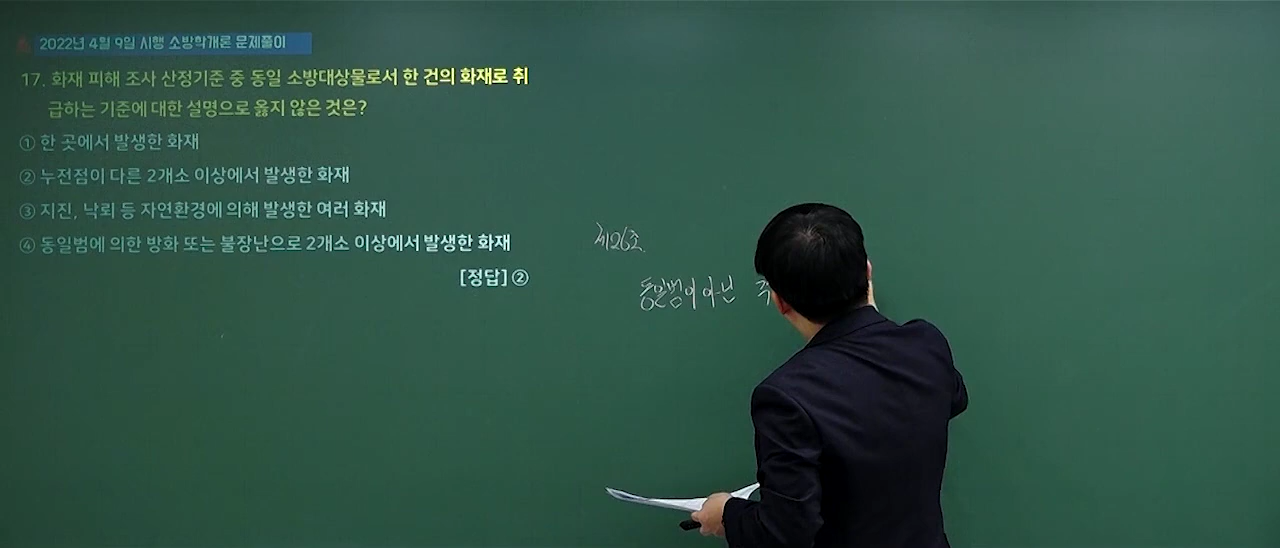 2022년 4월 9일 시행 소방학개론 문제풀이
17. 화재 피해 조사 산정기준 중 동일 소방대상물로서 한 건의 화재로 취
급하는 기준에 대한 설명으로 옳지 않은 것은?
① 한 곳에서 발생한 화재
② 누전점이 다른 2개소 이상에서 발생한 화재
③ 지진, 낙뢰 등 자연환경에 의해 발생한 여러 화재
④ 동일범에 의한 방화 또는 불장난으로 2개소 이상에서 발생한 화재
[정답] ②
제26조.
동일범이 아닌